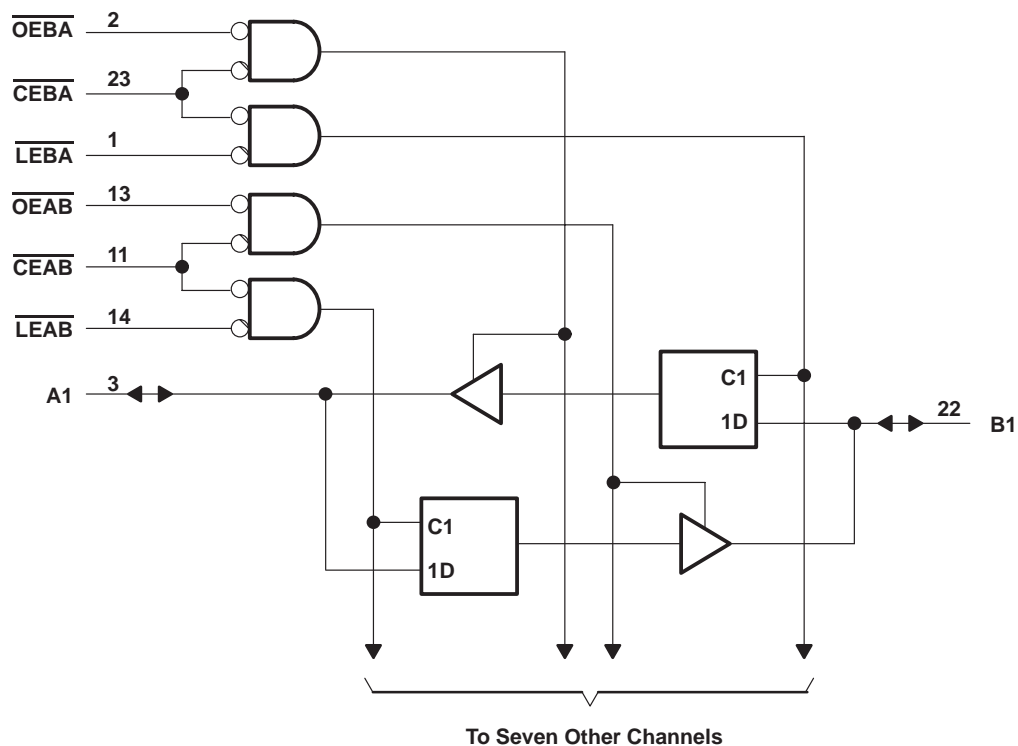 OEBA 2
CEBA 23
LEBA 1
OEAB 13
CEAB 11
LEAB 14
A1 3
C1
1D
22 B1
C1
1D
To Seven Other Channels